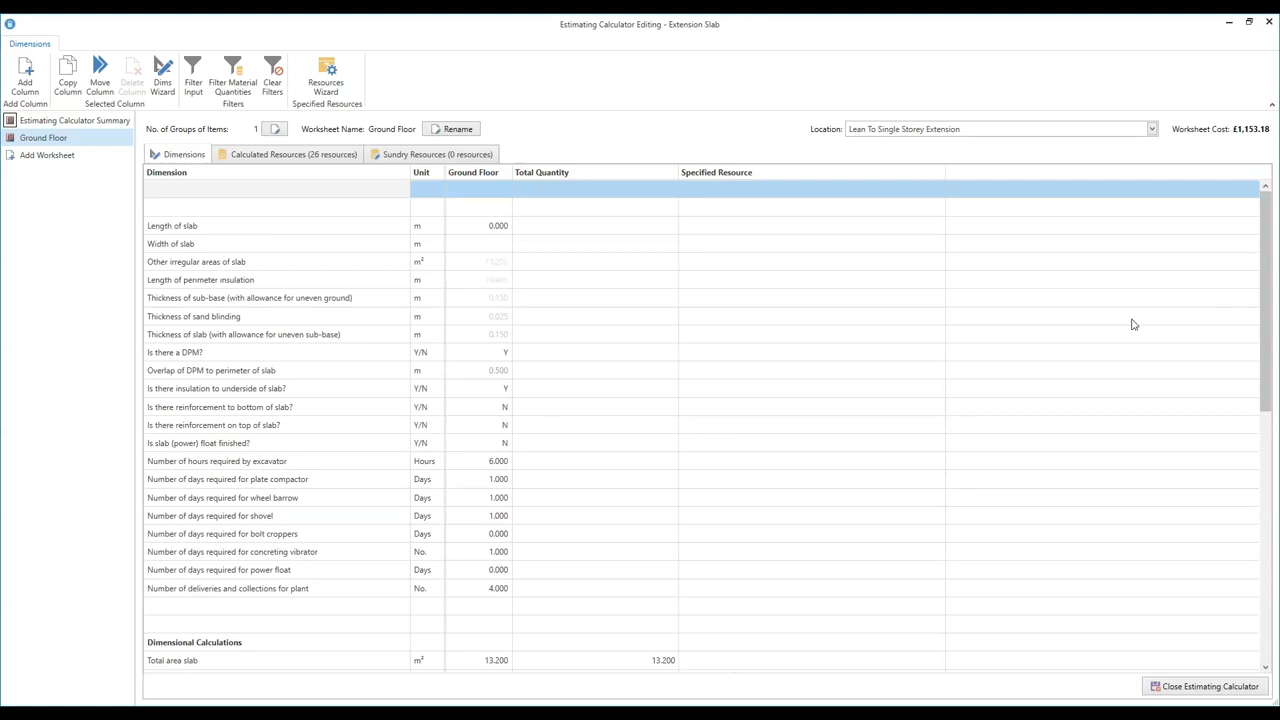 Estimating Calculator Editing - Extension Slab
Dimensions
Add Column
Copy Column
Move Column
Delete Column
Dims Wizard
Filter Input
Filter Material Quantities
Clear Filters
Resources Wizard
Add Column
Selected Column
Filters
Specified Resources
Estimating Calculator Summary
Ground Floor
Add Worksheet
No. of Groups of Items: 1
Worksheet Name: Ground Floor
Rename
Location: Lean To Single Storey Extension
Worksheet Cost: £1,153.18
Dimensions
Calculated Resources (26 resources)
Sundry Resources (0 resources)
Dimension Unit Ground Floor Total Quantity Specified Resource
Length of slab m 0.000
Width of slab m
Other irregular areas of slab m² 13.200
Length of perimeter insulation m
Thickness of sub-base (with allowance for uneven ground) m 0.150
Thickness of sand blinding m 0.025
Thickness of slab (with allowance for uneven sub-base) m 0.150
Is there a DPM? Y/N Y
Overlap of DPM to perimeter of slab m 0.500
Is there insulation to underside of slab? Y/N Y
Is there reinforcement to bottom of slab? Y/N N
Is there reinforcement on top of slab? Y/N N
Is slab (power) float finished? Y/N N
Number of hours required by excavator Hours 6.000
Number of days required for plate compactor Days 1.000
Number of days required for wheel barrow Days 1.000
Number of days required for shovel Days 1.000
Number of days required for bolt croppers Days 0.000
Number of days required for concreting vibrator No. 1.000
Number of days required for power float Days 0.000
Number of deliveries and collections for plant No. 4.000
Dimensional Calculations
Total area slab m² 13.200 13.200
Close Estimating Calculator